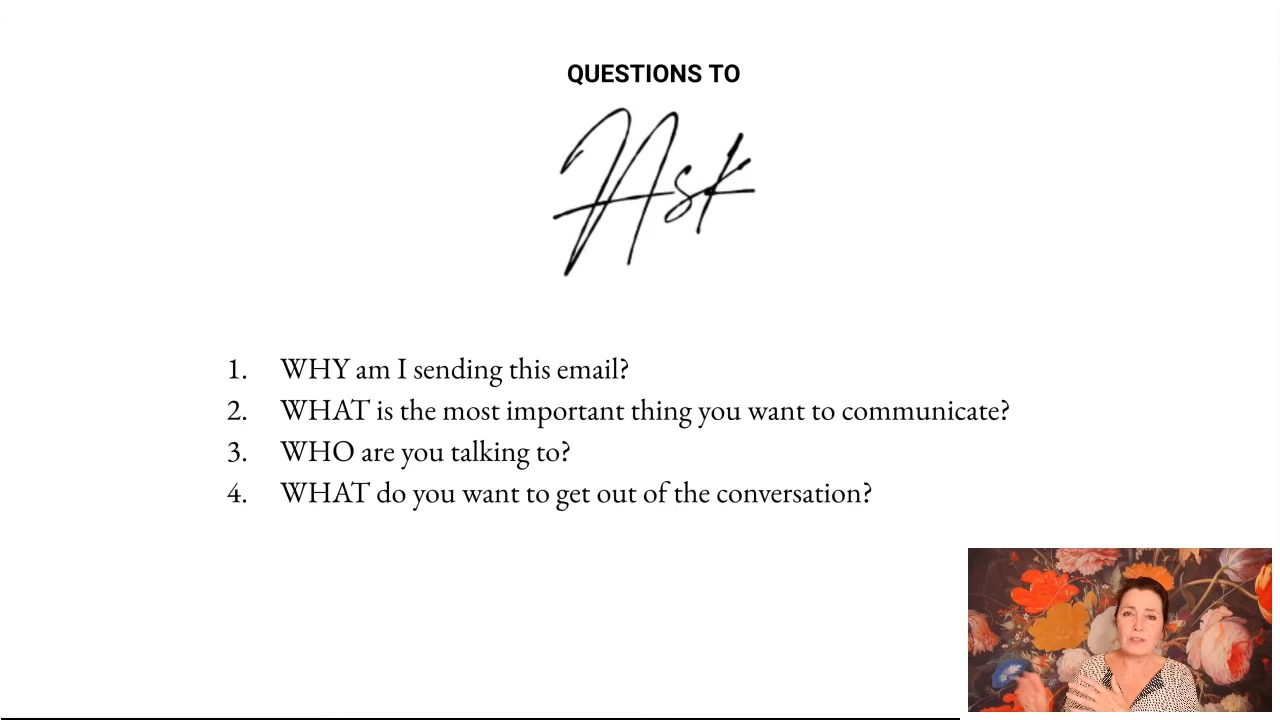 QUESTIONS TO
Ask
1. WHY am I sending this email?
2. WHAT is the most important thing you want to communicate?
3. WHO are you talking to?
4. WHAT do you want to get out of the conversation?